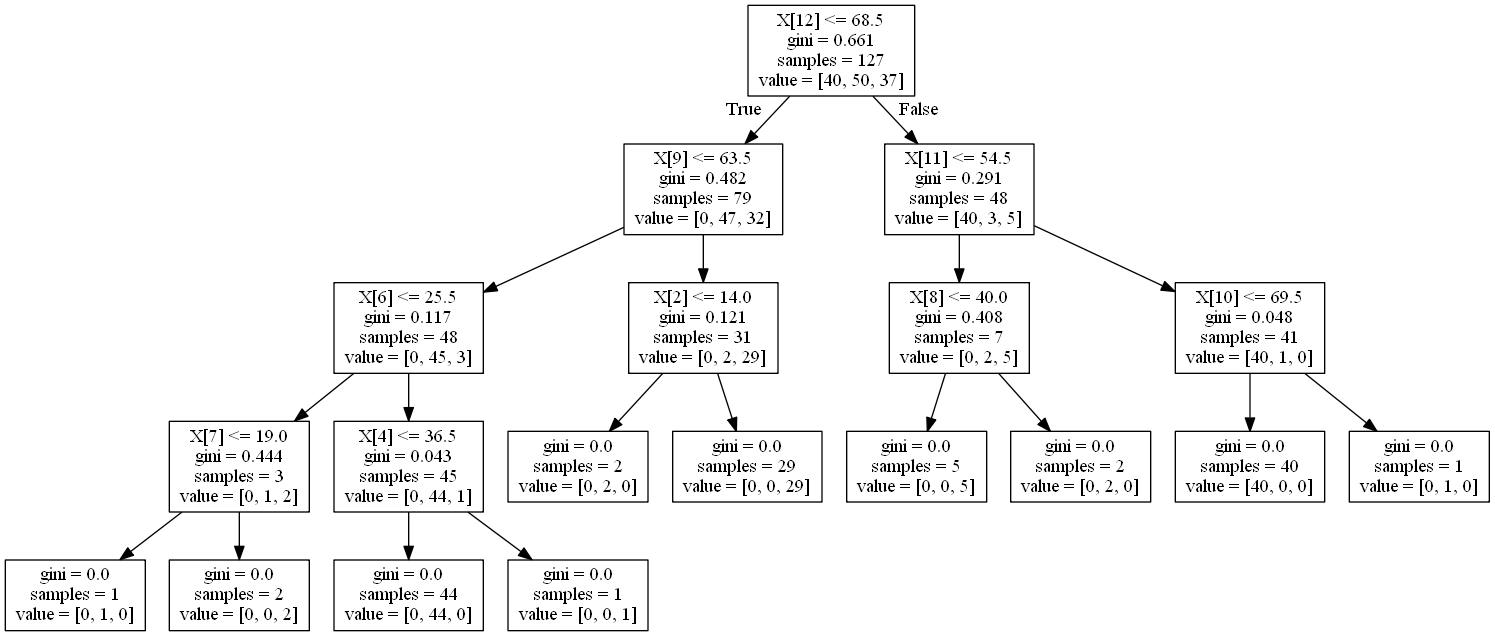 X[12] <= 68.5
gini = 0.661
samples = 127
value = [40, 50, 37]
True
False
X[9] <= 63.5
gini = 0.482
samples = 79
value = [0, 47, 32]
X[11] <= 54.5
gini = 0.291
samples = 48
value = [40, 3, 5]
X[6] <= 25.5
gini = 0.117
samples = 48
value = [0, 45, 3]
X[2] <= 14.0
gini = 0.121
samples = 31
value = [0, 2, 29]
X[8] <= 40.0
gini = 0.408
samples = 7
value = [0, 2, 5]
X[10] <= 69.5
gini = 0.048
samples = 41
value = [40, 1, 0]
X[7] <= 19.0
gini = 0.444
samples = 3
value = [0, 1, 2]
X[4] <= 36.5
gini = 0.043
samples = 45
value = [0, 44, 1]
gini = 0.0
samples = 2
value = [0, 2, 0]
gini = 0.0
samples = 29
value = [0, 0, 29]
gini = 0.0
samples = 5
value = [0, 0, 5]
gini = 0.0
samples = 2
value = [0, 2, 0]
gini = 0.0
samples = 40
value = [40, 0, 0]
gini = 0.0
samples = 1
value = [0, 1, 0]
gini = 0.0
samples = 1
value = [0, 1, 0]
gini = 0.0
samples = 2
value = [0, 0, 2]
gini = 0.0
samples = 44
value = [0, 44, 0]
gini = 0.0
samples = 1
value = [0, 0, 1]